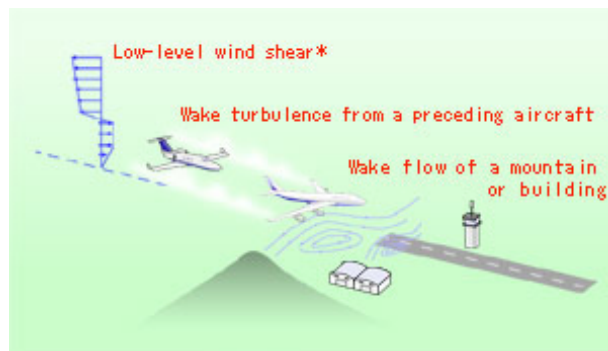 Low-level wind shear*
Wake turbulence from a preceding aircraft
Wake flow of a mountain
or building